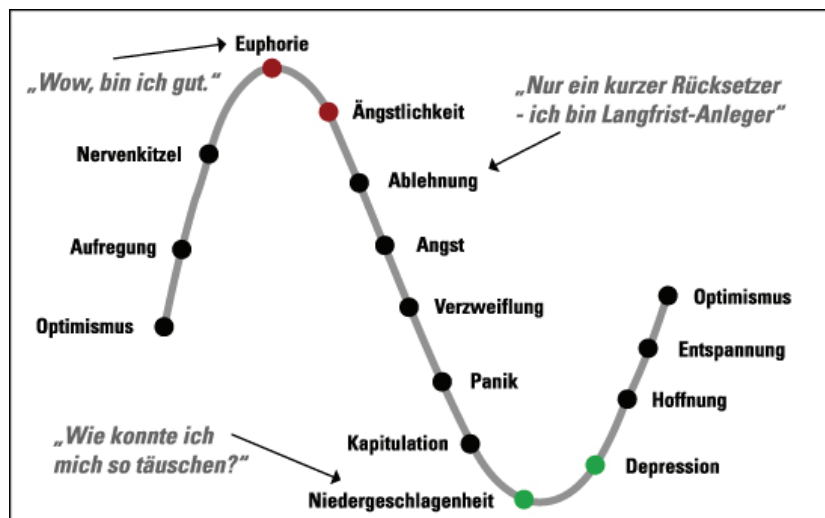 Euphorie
„Wow, bin ich gut.“
„Nur ein kurzer Rücksetzer
- ich bin Langfrist-Anleger“
Ängstlichkeit
Nervenkitzel
Ablehnung
Aufregung
Angst
Optimismus
Verzweiflung
Optimismus
Entspannung
Panik
Hoffnung
„Wie konnte ich
mich so täuschen?“
Kapitulation
Depression
Niedergeschlagenheit